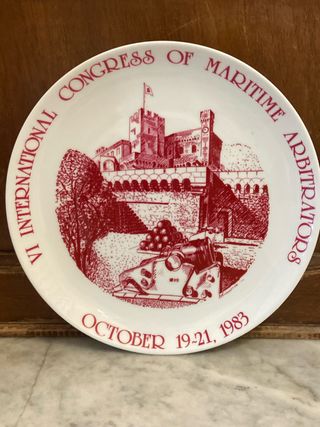 VI INTERNATIONAL CONGRESS OF MARITIME ARBITRATORS
OCTOBER 19-21, 1983